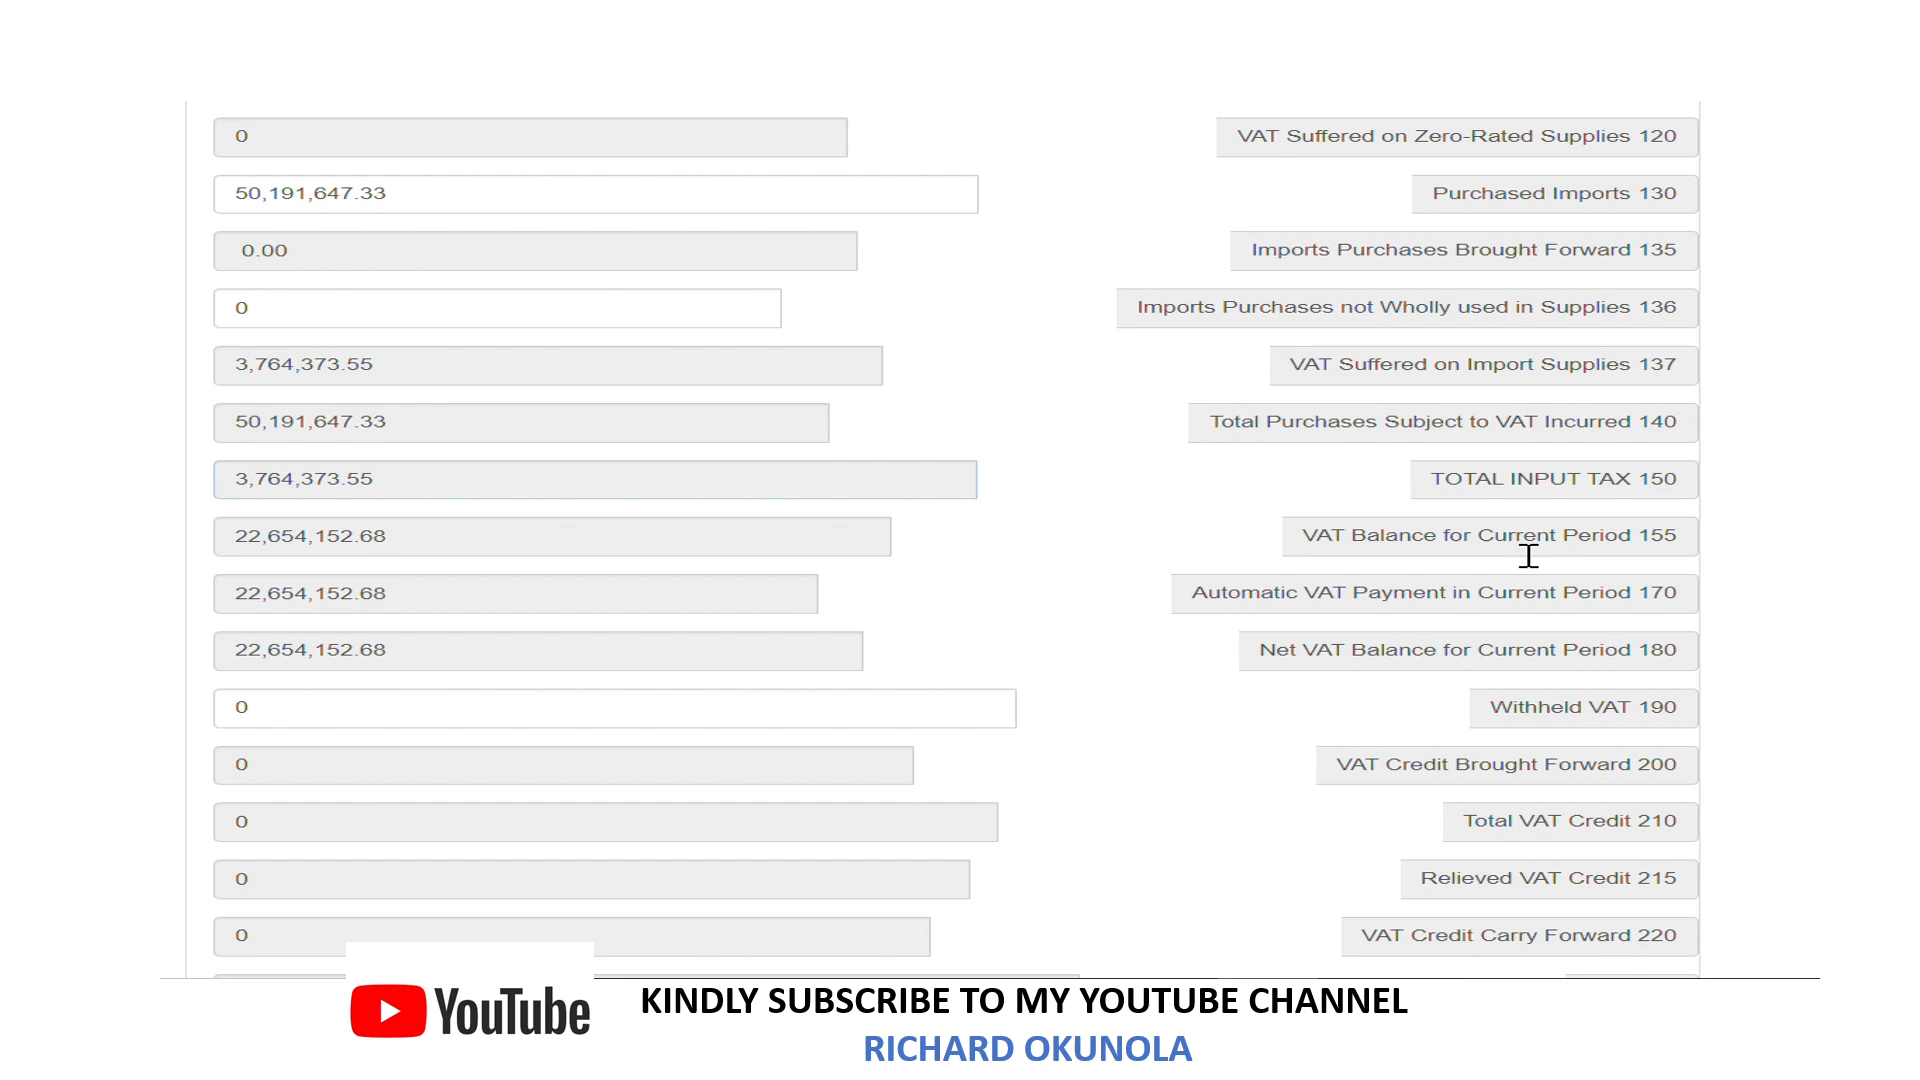 0 VAT Suffered on Zero-Rated Supplies 120
50,191,647.33 Purchased Imports 130
0.00 Imports Purchases Brought Forward 135
0 Imports Purchases not Wholly used in Supplies 136
3,764,373.55 VAT Suffered on Import Supplies 137
50,191,647.33 Total Purchases Subject to VAT Incurred 140
3,764,373.55 TOTAL INPUT TAX 150
22,654,152.68 VAT Balance for Current Period 155
22,654,152.68 Automatic VAT Payment in Current Period 170
22,654,152.68 Net VAT Balance for Current Period 180
0 Withheld VAT 190
0 VAT Credit Brought Forward 200
0 Total VAT Credit 210
0 Relieved VAT Credit 215
0 VAT Credit Carry Forward 220
YouTube KINDLY SUBSCRIBE TO MY YOUTUBE CHANNEL
RICHARD OKUNOLA